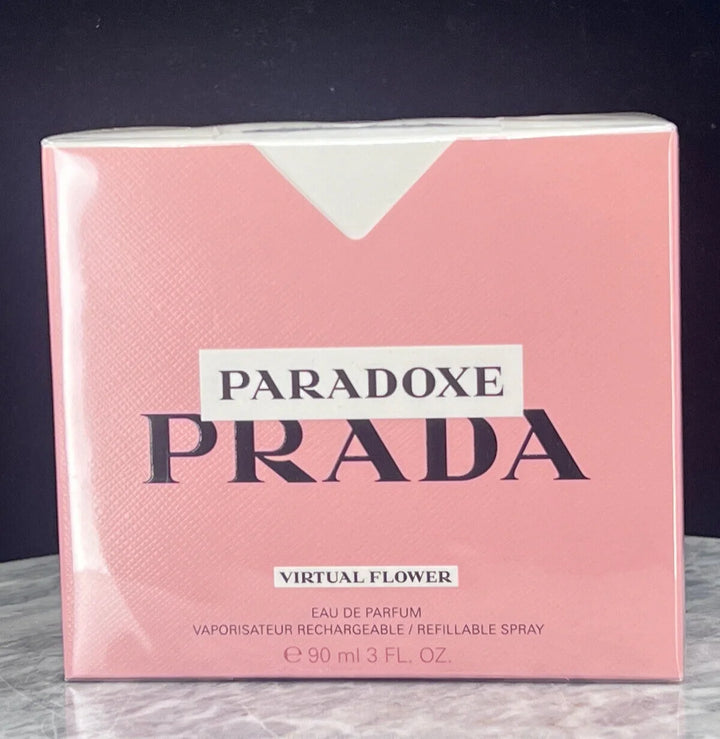 PARADOXE
PRADA
VIRTUAL FLOWER
EAU DE PARFUM
VAPORISATEUR RECHARGEABLE / REFILLABLE SPRAY
℮ 90 ml 3 FL. OZ.